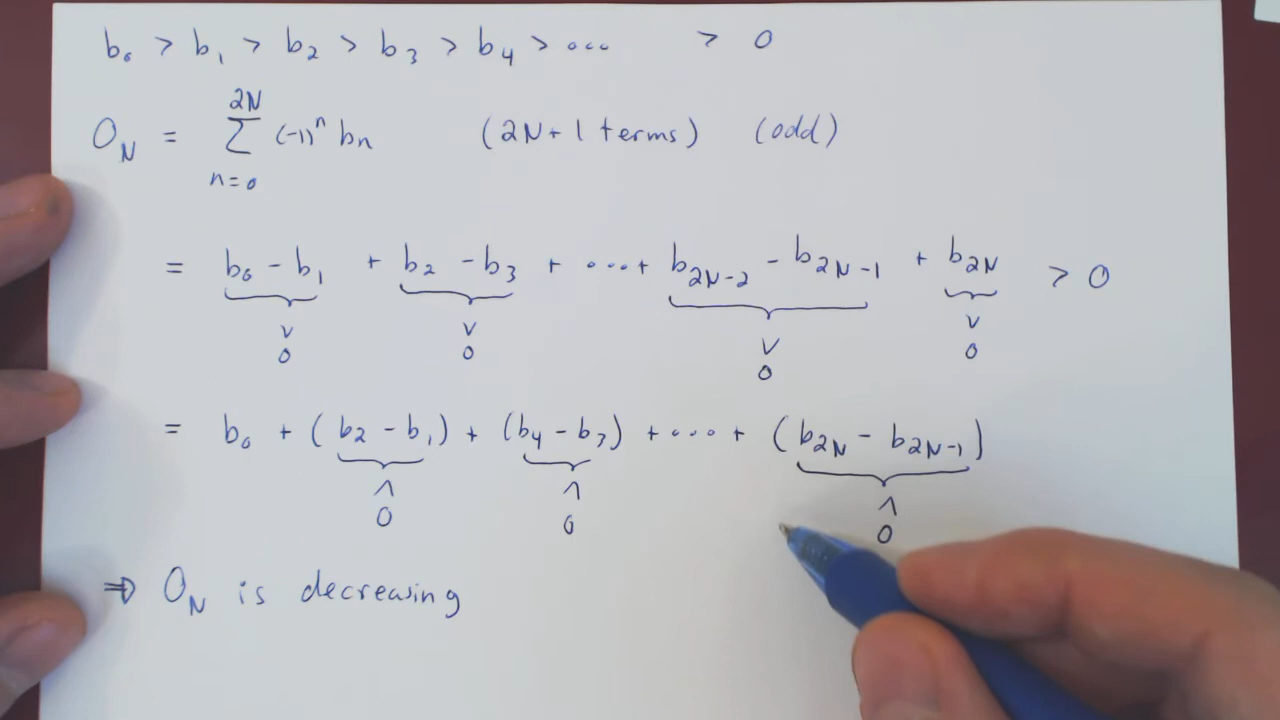 b₀ > b₁ > b₂ > b₃ > b₄ > ... > 0
2N
O_N = ∑ (-1)ⁿ bₙ (2N+1 terms) (odd)
n=0
= b₀ - b₁ + b₂ - b₃ + ... + b_{2N-2} - b_{2N-1} + b_{2N} > 0
∨ ∨ ∨ ∨
0 0 0 0
= b₀ + (b₂ - b₁) + (b₄ - b₃) + ... + (b_{2N} - b_{2N-1})
∧ ∧ ∧
0 0 0
⇒ O_N is decreasing